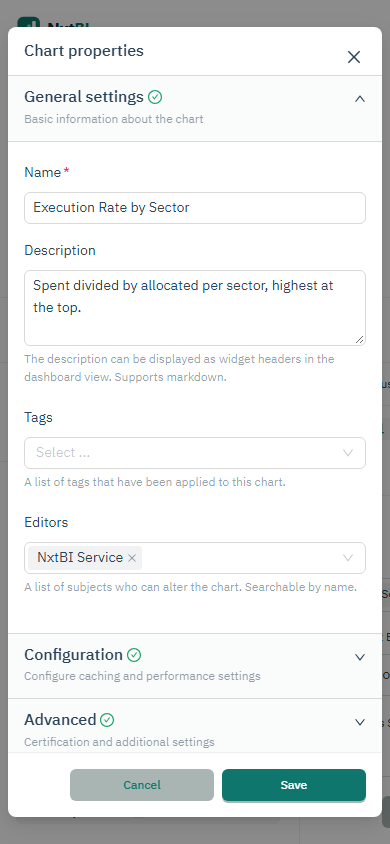 NxtBI
Chart properties
General settings
Basic information about the chart
Name*
Execution Rate by Sector
Description
Spent divided by allocated per sector, highest at
the top.
The description can be displayed as widget headers in the
dashboard view. Supports markdown.
Tags
Select ...
A list of tags that have been applied to this chart.
Editors
NxtBI Service
A list of subjects who can alter the chart. Searchable by name.
Configuration
Configure caching and performance settings
Advanced
Certification and additional settings
Cancel
Save